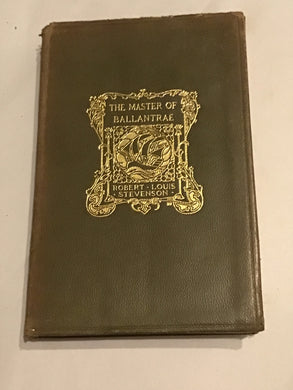 THE MASTER OF
BALLANTRAE
ROBERT · LOUIS
· STEVENSON ·